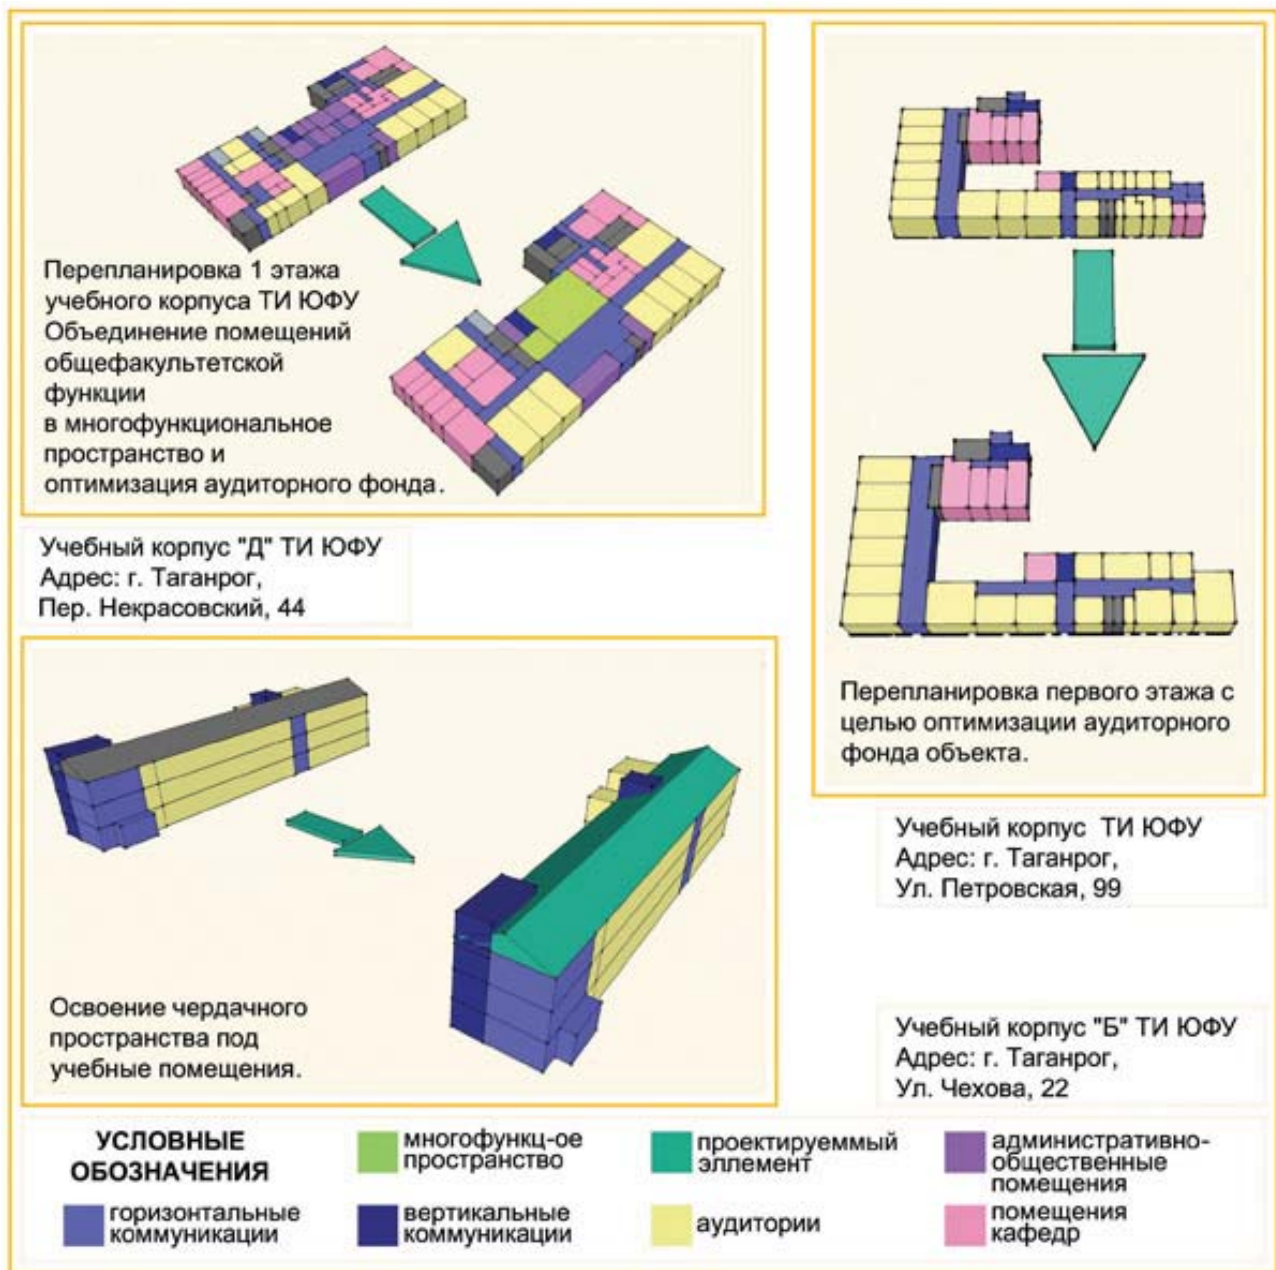 Перепланировка 1 этажа
учебного корпуса ТИ ЮФУ
Объединение помещений
общефакультетской
функции
в многофункциональное
пространство и
оптимизация аудиторного фонда.
Учебный корпус "Д" ТИ ЮФУ
Адрес: г. Таганрог,
Пер. Некрасовский, 44
Перепланировка первого этажа с
целью оптимизации аудиторного
фонда объекта.
Учебный корпус ТИ ЮФУ
Адрес: г. Таганрог,
Ул. Петровская, 99
Освоение чердачного
пространства под
учебные помещения.
Учебный корпус "Б" ТИ ЮФУ
Адрес: г. Таганрог,
Ул. Чехова, 22
УСЛОВНЫЕ
ОБОЗНАЧЕНИЯ
многофункц-ое
пространство
проектируеммый
эллемент
административно-
общественные
помещения
горизонтальные
коммуникации
вертикальные
коммуникации
аудитории
помещения
кафедр